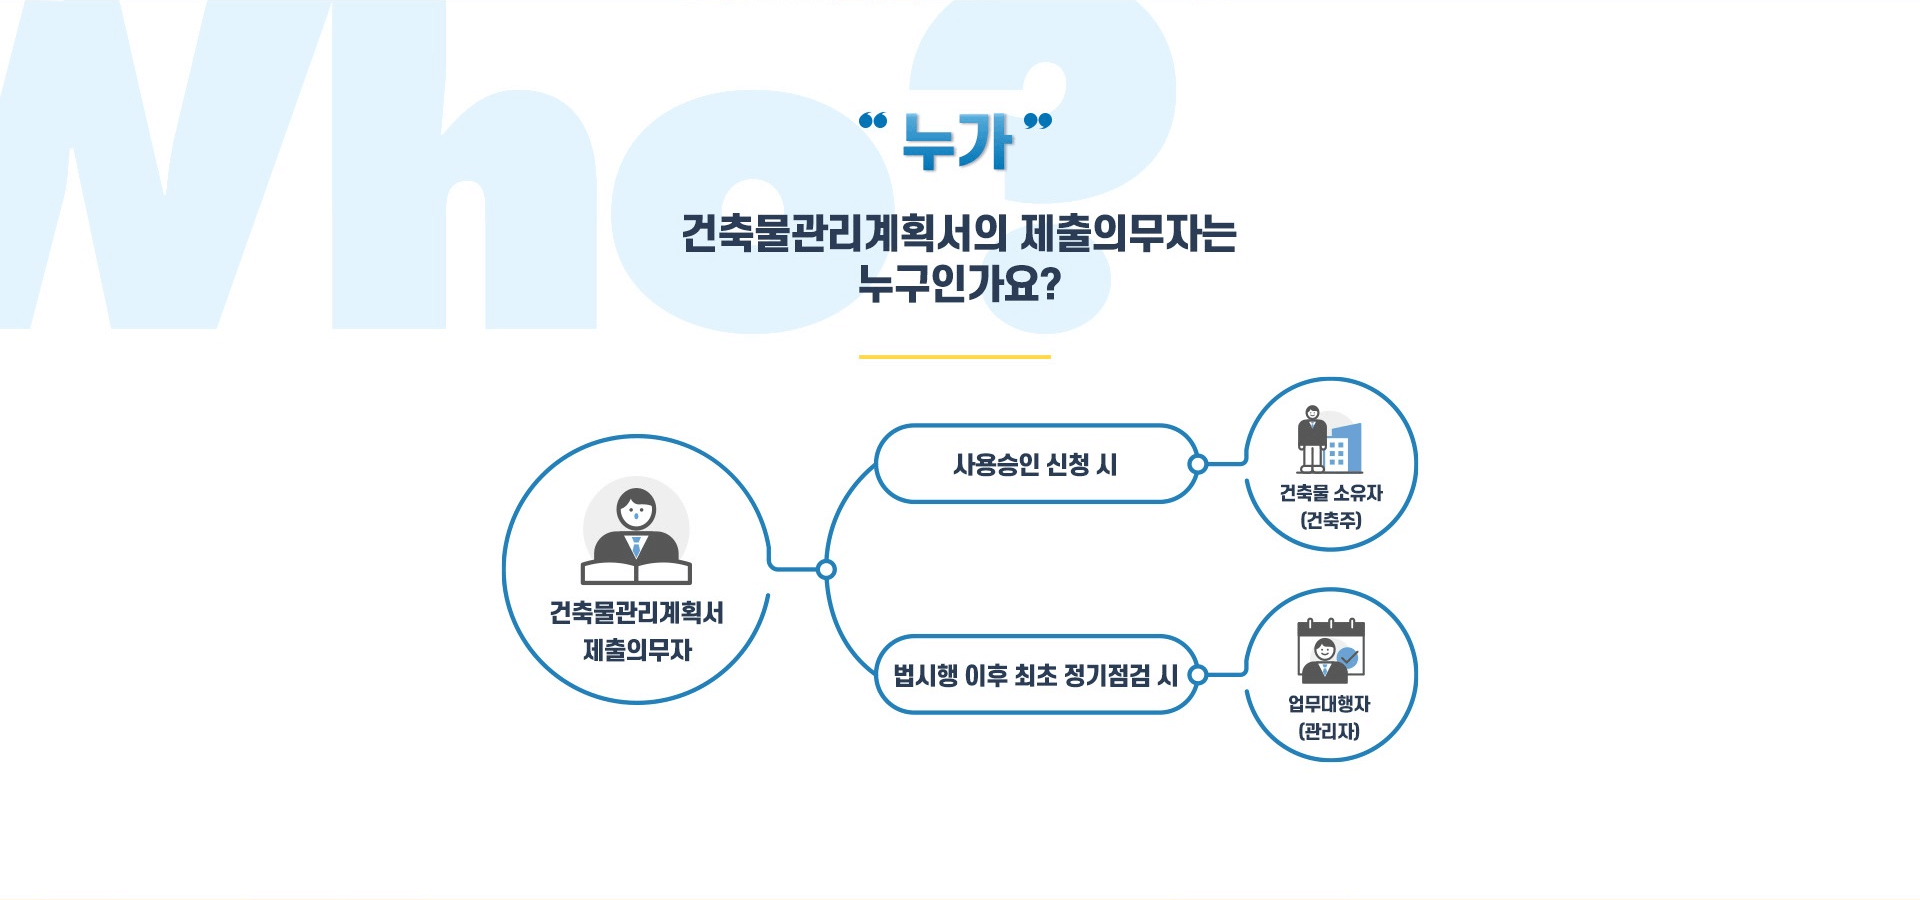 Who?
“ 누가 ”
건축물관리계획서의 제출의무자는
누구인가요?
건축물관리계획서
제출의무자
사용승인 신청 시
건축물 소유자
(건축주)
법시행 이후 최초 정기점검 시
업무대행자
(관리자)